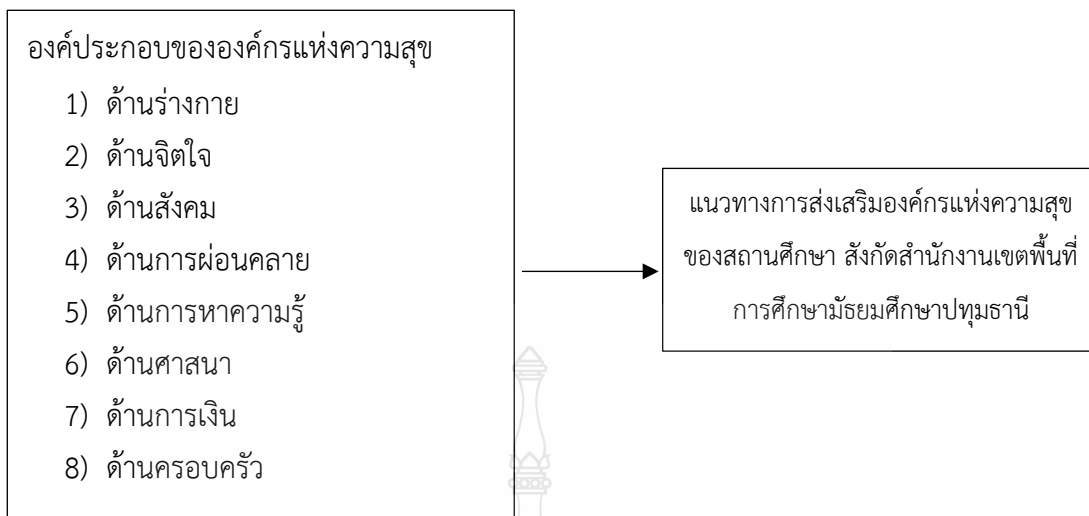 องค์ประกอบขององค์กรแห่งความสุข
1) ด้านร่างกาย
2) ด้านจิตใจ
3) ด้านสังคม
4) ด้านการผ่อนคลาย
5) ด้านการหาความรู้
6) ด้านศาสนา
7) ด้านการเงิน
8) ด้านครอบครัว
แนวทางการส่งเสริมองค์กรแห่งความสุข
ของสถานศึกษา สังกัดสำนักงานเขตพื้นที่
การศึกษามัธยมศึกษาปทุมธานี